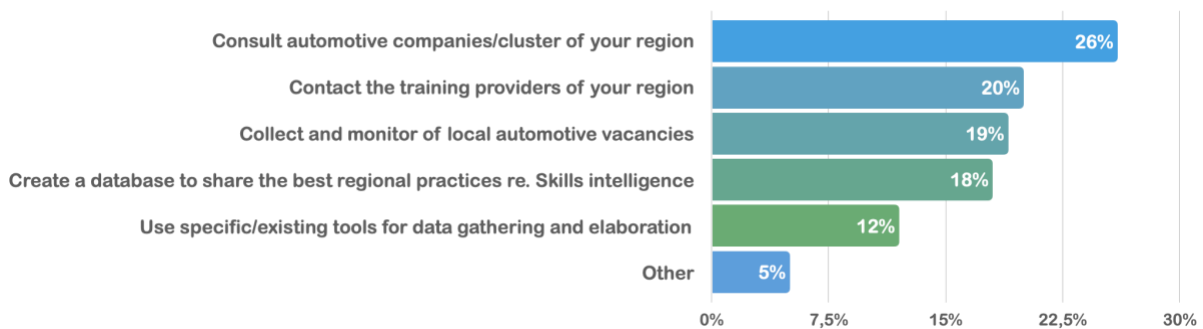 Consult automotive companies/cluster of your region
26%
Contact the training providers of your region
20%
Collect and monitor of local automotive vacancies
19%
Create a database to share the best regional practices re. Skills intelligence
18%
Use specific/existing tools for data gathering and elaboration
12%
Other
5%
0% 7,5% 15% 22,5% 30%